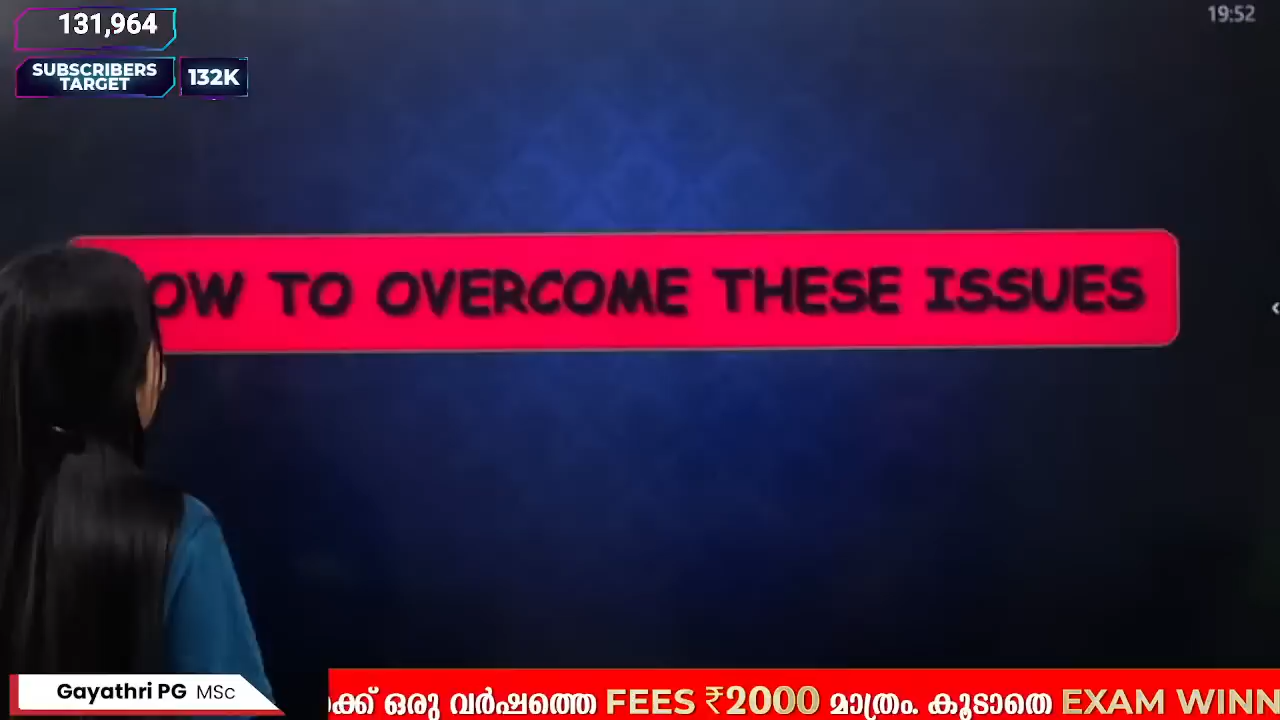 131,964
19:52
SUBSCRIBERS
TARGET
132K
OW TO OVERCOME THESE ISSUES
Gayathri PG MSc
ക്ക് ഒരു വർഷത്തെ FEES ₹2000 മാത്രം. കൂടാതെ EXAM WINN